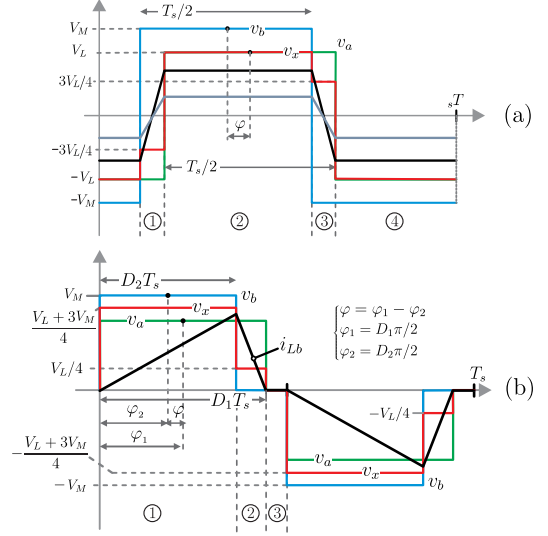 T_s/2
V_M
v_b
V_L
v_x
v_a
3V_L/4
sT
(a)
φ
−3V_L/4
T_s/2
−V_L
−V_M
① ② ③ ④
D_2T_s
V_M
v_b
v_x
V_L + 3V_M
4
v_a
φ = φ_1 − φ_2
φ_1 = D_1π/2
φ_2 = D_2π/2
i_Lb
V_L/4
T_s
(b)
D_1T_s
φ_2 φ
−V_L/4
φ_1
−V_L + 3V_M
4
v_a
v_x
−V_M
v_b
① ② ③